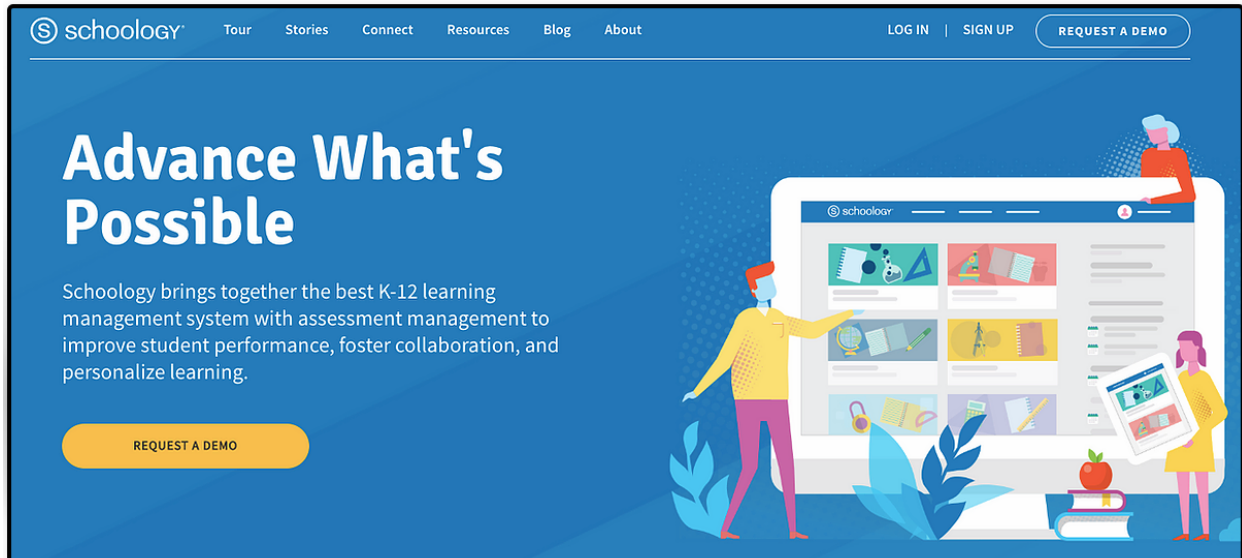 schoology®
Tour Stories Connect Resources Blog About
LOG IN | SIGN UP REQUEST A DEMO
Advance What's
Possible
Schoology brings together the best K-12 learning
management system with assessment management to
improve student performance, foster collaboration, and
personalize learning.
REQUEST A DEMO
schoology